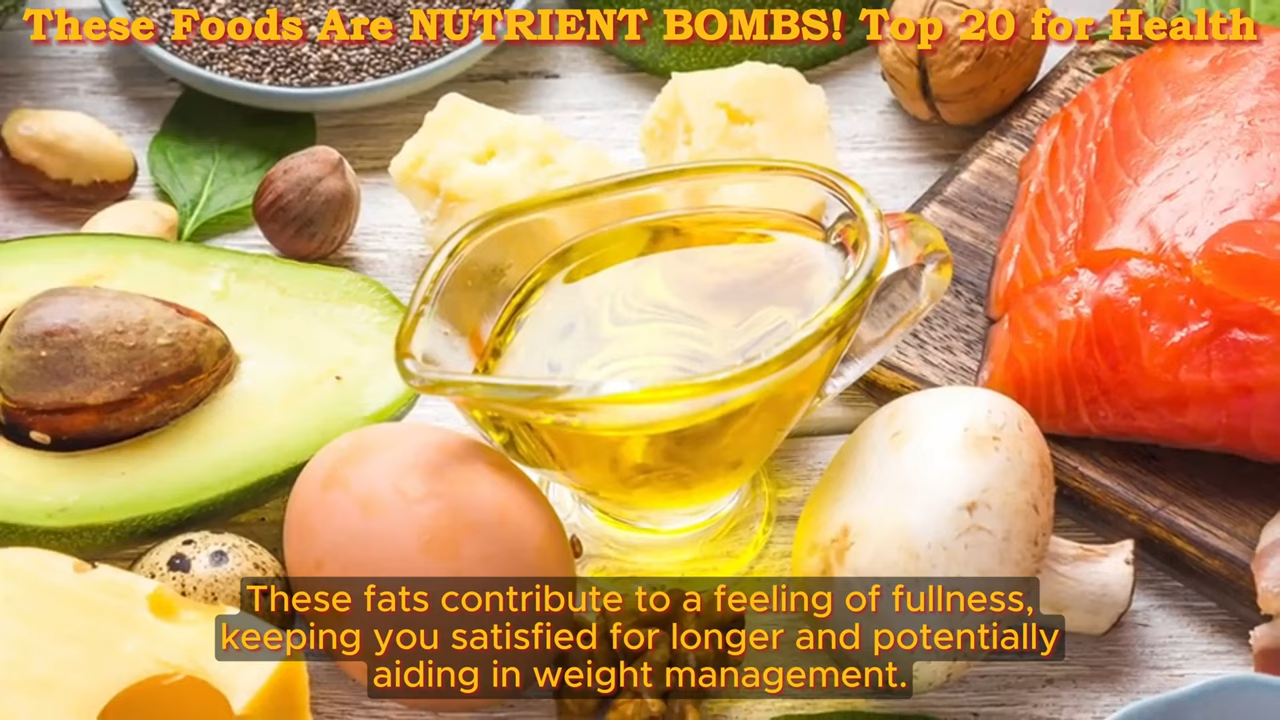 These Foods Are NUTRIENT BOMBS! Top 20 for Health
These fats contribute to a feeling of fullness,
keeping you satisfied for longer and potentially
aiding in weight management.